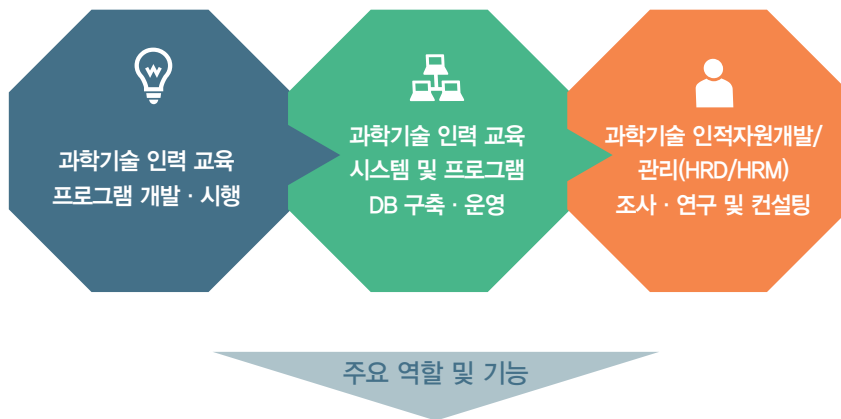 과학기술 인력 교육
프로그램 개발 · 시행
과학기술 인력 교육
시스템 및 프로그램
DB 구축 · 운영
과학기술 인적자원개발/
관리(HRD/HRM)
조사 · 연구 및 컨설팅
주요 역할 및 기능